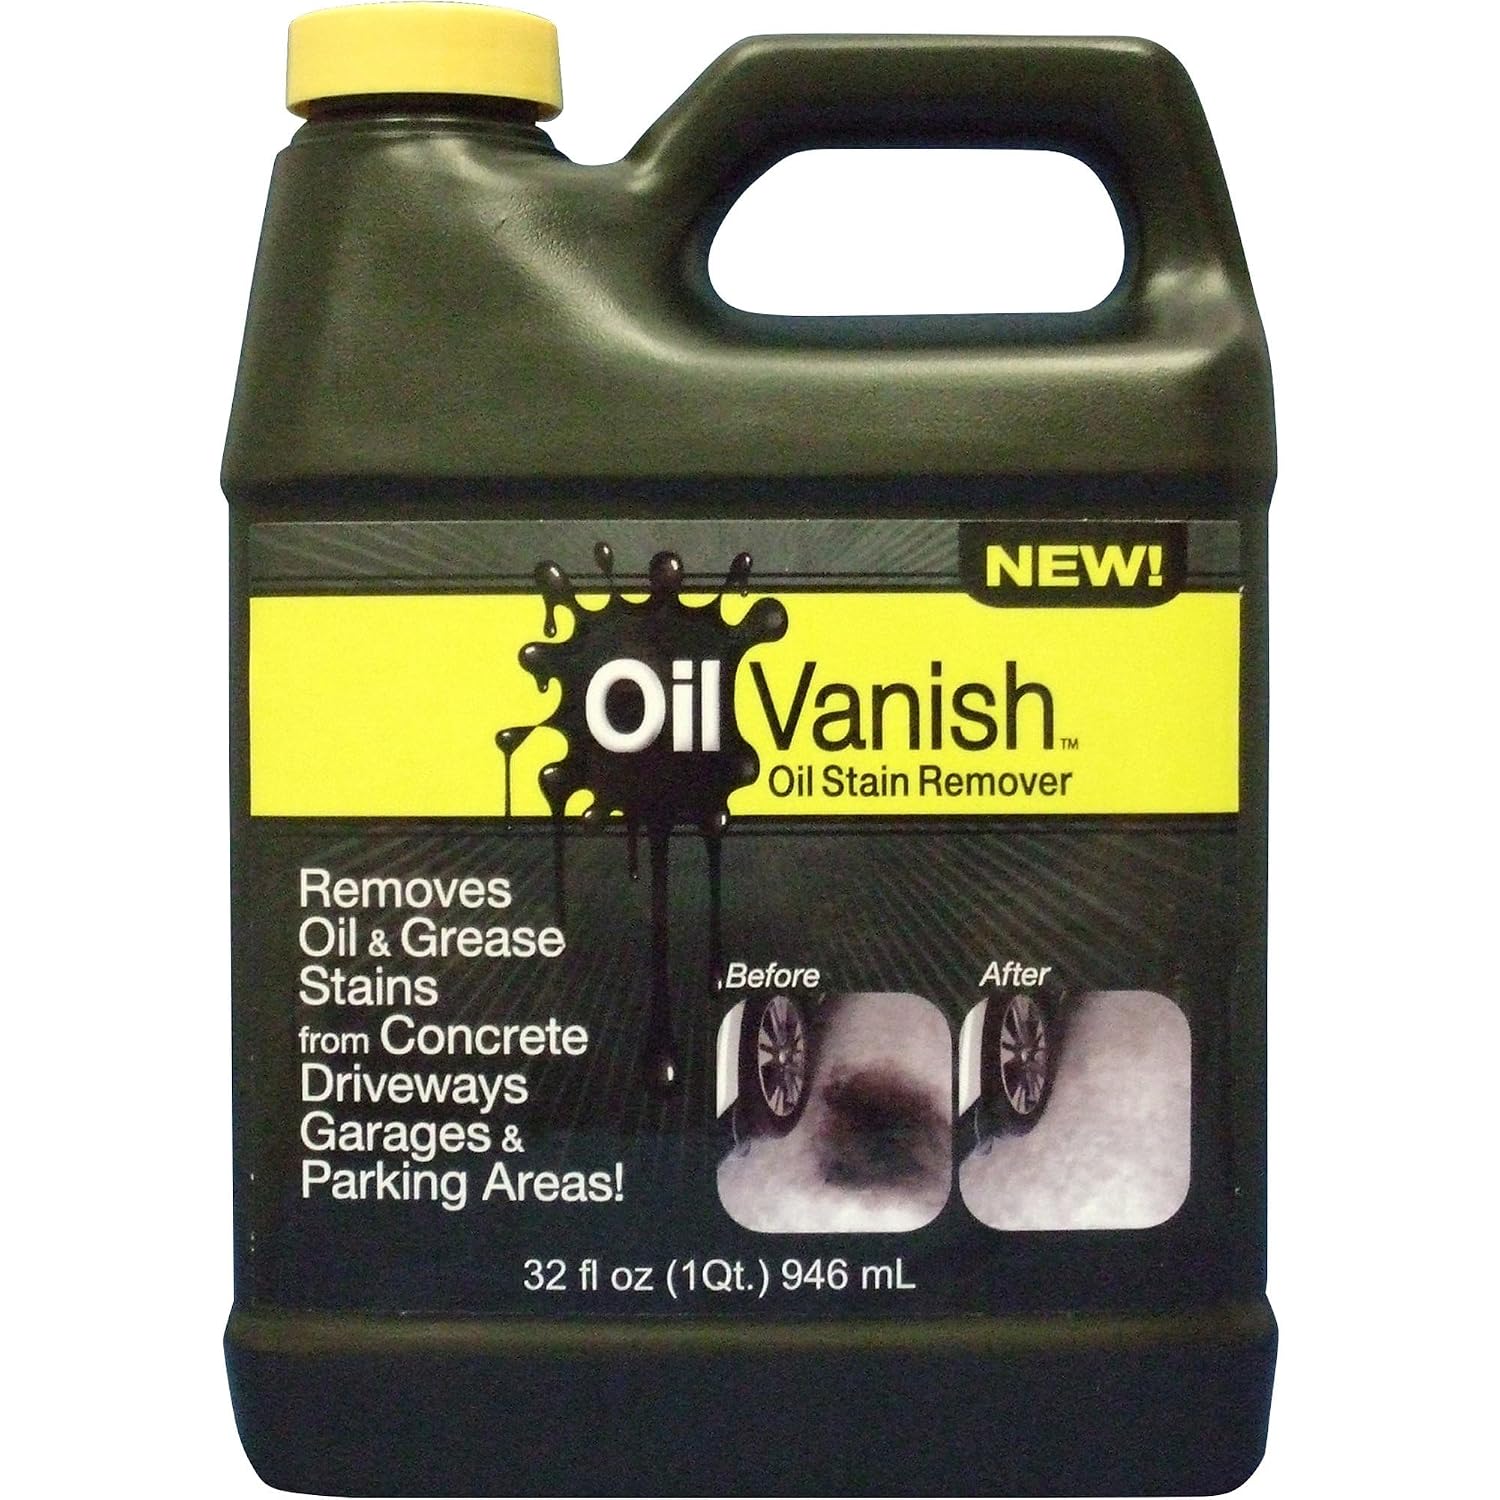 NEW!
Oil Vanish™
Oil Stain Remover
Removes
Oil & Grease
Stains
from Concrete
Driveways
Garages &
Parking Areas!
Before
After
32 fl oz (1Qt.) 946 mL